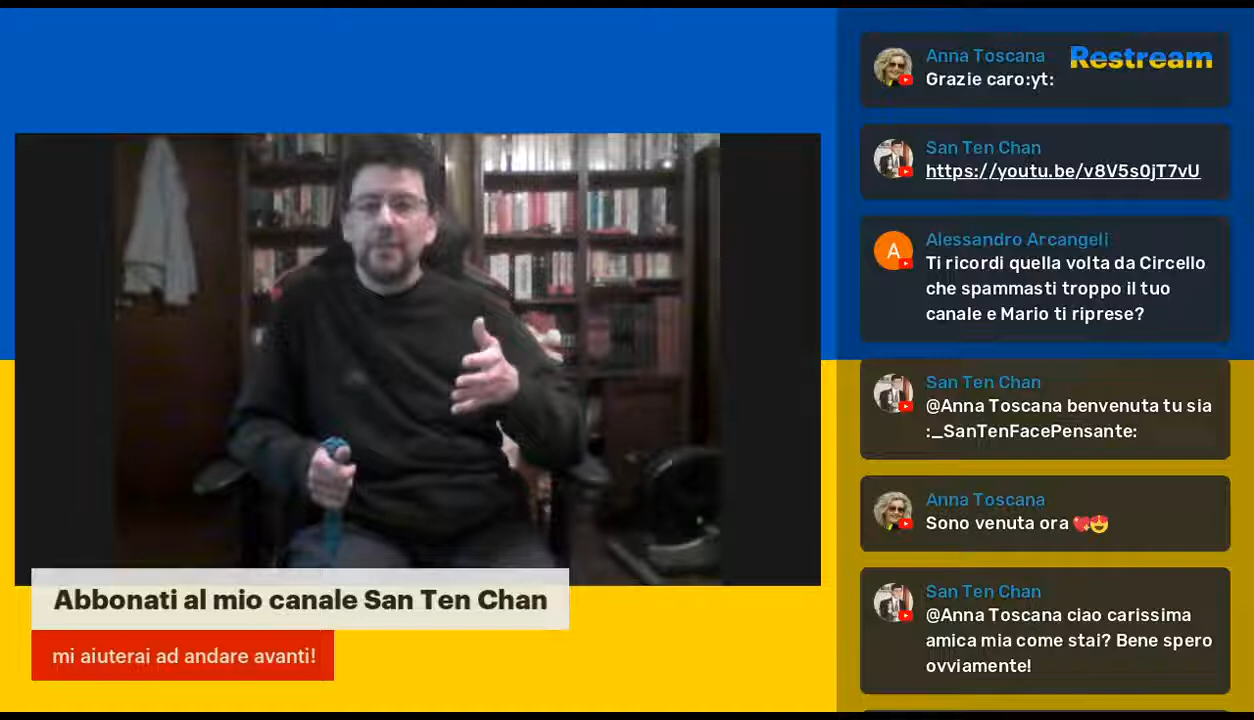 Anna Toscana
Restream
Grazie caro:yt:
San Ten Chan
https://youtu.be/v8V5s0jT7vU
Alessandro Arcangeli
A
Ti ricordi quella volta da Circello
che spammasti troppo il tuo
canale e Mario ti riprese?
San Ten Chan
@Anna Toscana benvenuta tu sia
:_SanTenFacePensante:
Anna Toscana
Sono venuta ora 💘😍
San Ten Chan
@Anna Toscana ciao carissima
amica mia come stai? Bene spero
ovviamente!
Abbonati al mio canale San Ten Chan
mi aiuterai ad andare avanti!